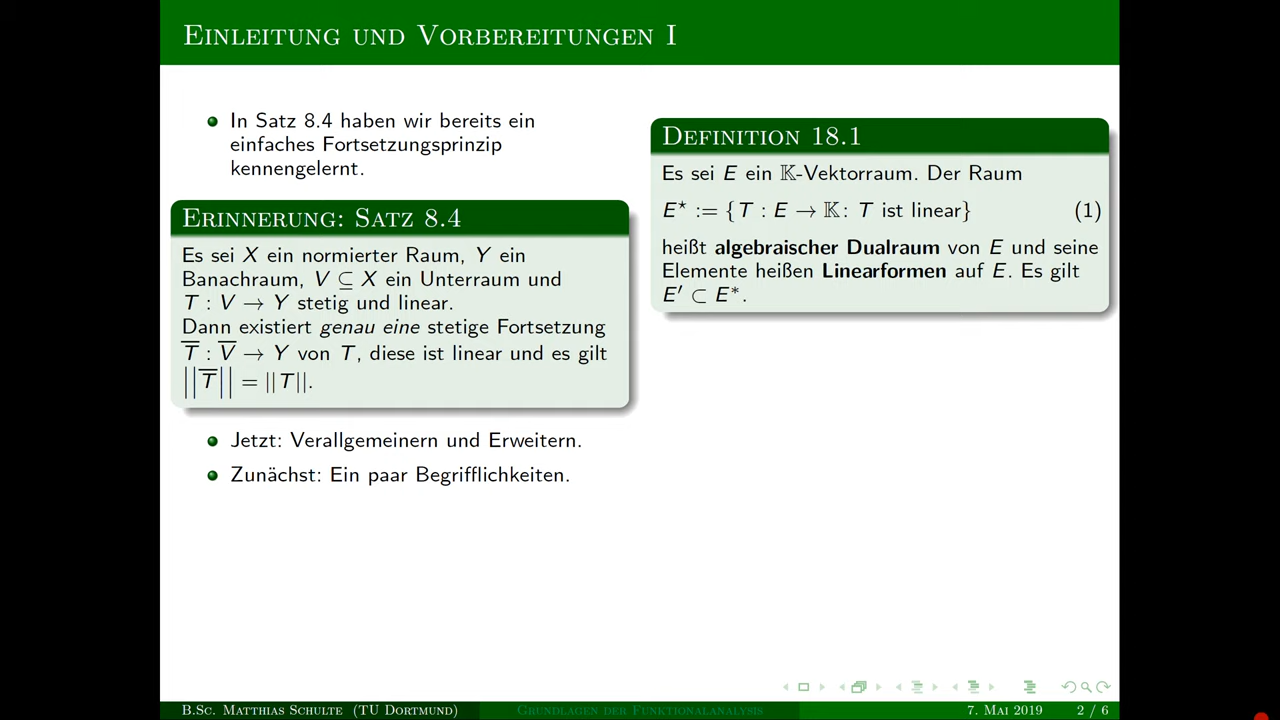 Einleitung und Vorbereitungen I
In Satz 8.4 haben wir bereits ein
einfaches Fortsetzungsprinzip
kennengelernt.
Erinnerung: Satz 8.4
Es sei X ein normierter Raum, Y ein
Banachraum, V ⊆ X ein Unterraum und
T : V → Y stetig und linear.
Dann existiert genau eine stetige Fortsetzung
T̅ : V̅ → Y von T, diese ist linear und es gilt
||T̅|| = ||T||.
Jetzt: Verallgemeinern und Erweitern.
Zunächst: Ein paar Begrifflichkeiten.
Definition 18.1
Es sei E ein 𝕂-Vektorraum. Der Raum
E⋆ := {T : E → 𝕂: T ist linear} (1)
heißt algebraischer Dualraum von E und seine
Elemente heißen Linearformen auf E. Es gilt
E′ ⊂ E*.
B.Sc. Matthias Schulte (TU Dortmund) Grundlagen der Funktionalanalysis 7. Mai 2019 2 / 6